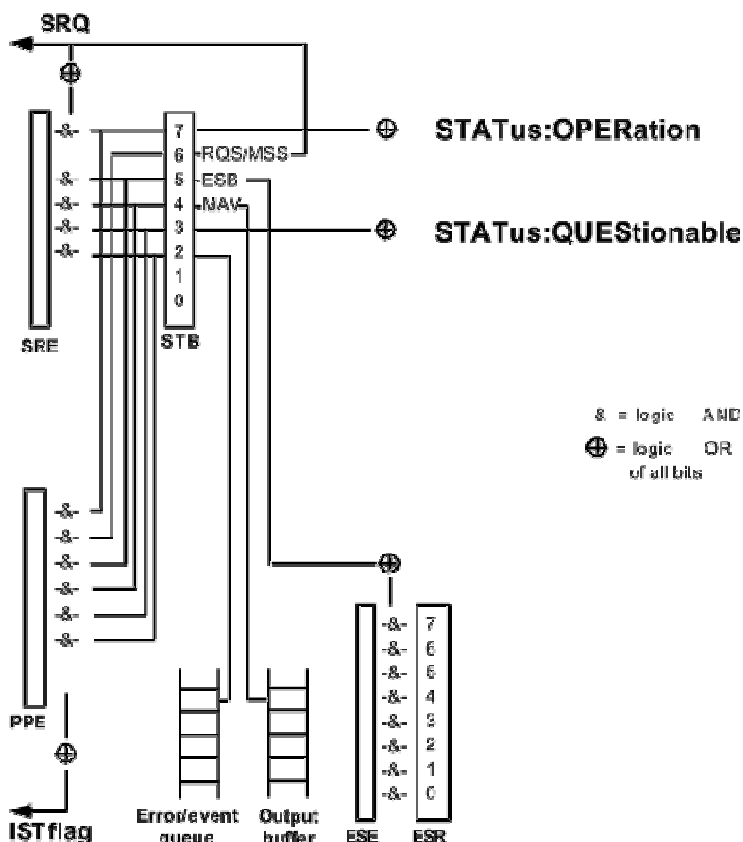 SRQ
-&- 7 STATus:OPERation
6 RQS/MSS
-&- 5 ESB
-&- 4 MAV
-&- 3 STATus:QUEStionable
-&- 2
1
0
SRE STB
& = logic AND
= logic OR
of all bits
-&-
-&-
-&-
-&-
-&-
-&-
-&- 7
-&- 6
-&- 5
-&- 4
-&- 3
-&- 2
-&- 1
-&- 0
PPE
IST flag
Error/event queue
Output buffer
ESE ESR